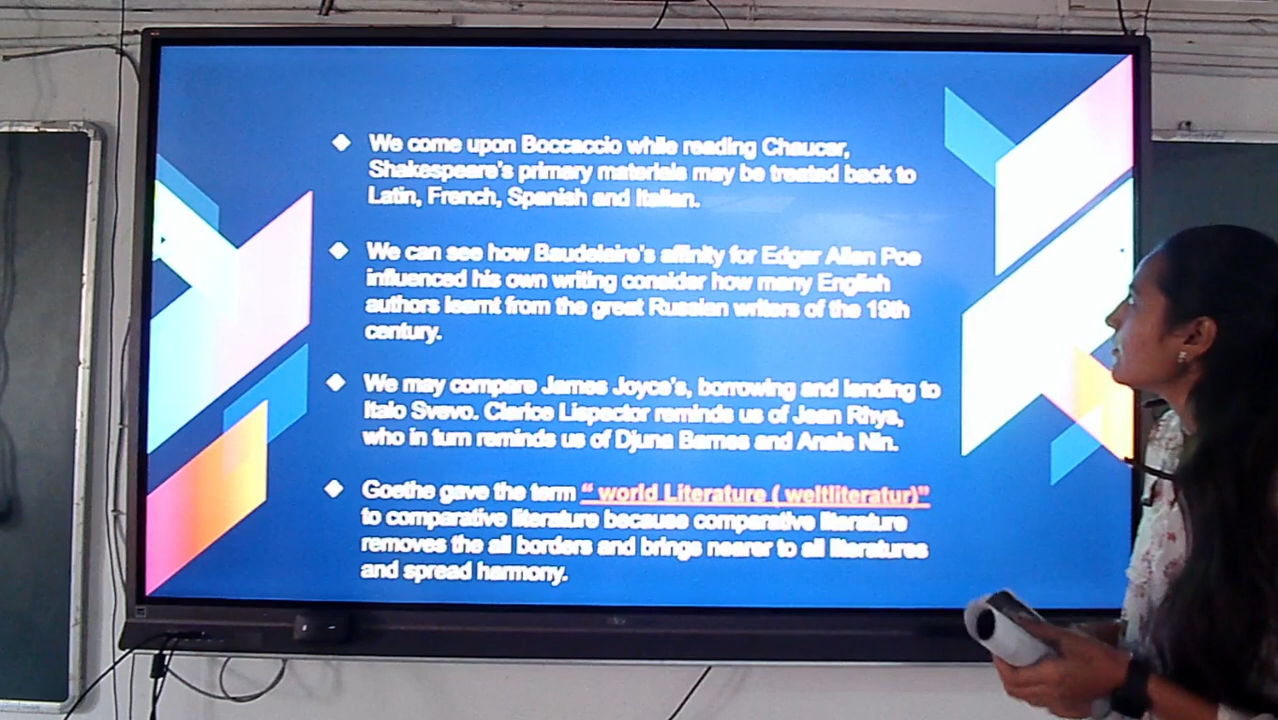 We come upon Boccaccio while reading Chaucer,
Shakespeare's primary materials may be treated back to
Latin, French, Spanish and Italian.
We can see how Baudelaire's affinity for Edgar Allan Poe
influenced his own writing consider how many English
authors learnt from the great Russian writers of the 19th
century.
We may compare James Joyce's, borrowing and lending to
Italo Svevo. Clarice Lispector reminds us of Jean Rhys,
who in turn reminds us of Djuna Barnes and Anais Nin.
Goethe gave the term “ world Literature ( weltliteratur)”
to comparative literature because comparative literature
removes the all borders and brings nearer to all literatures
and spread harmony.